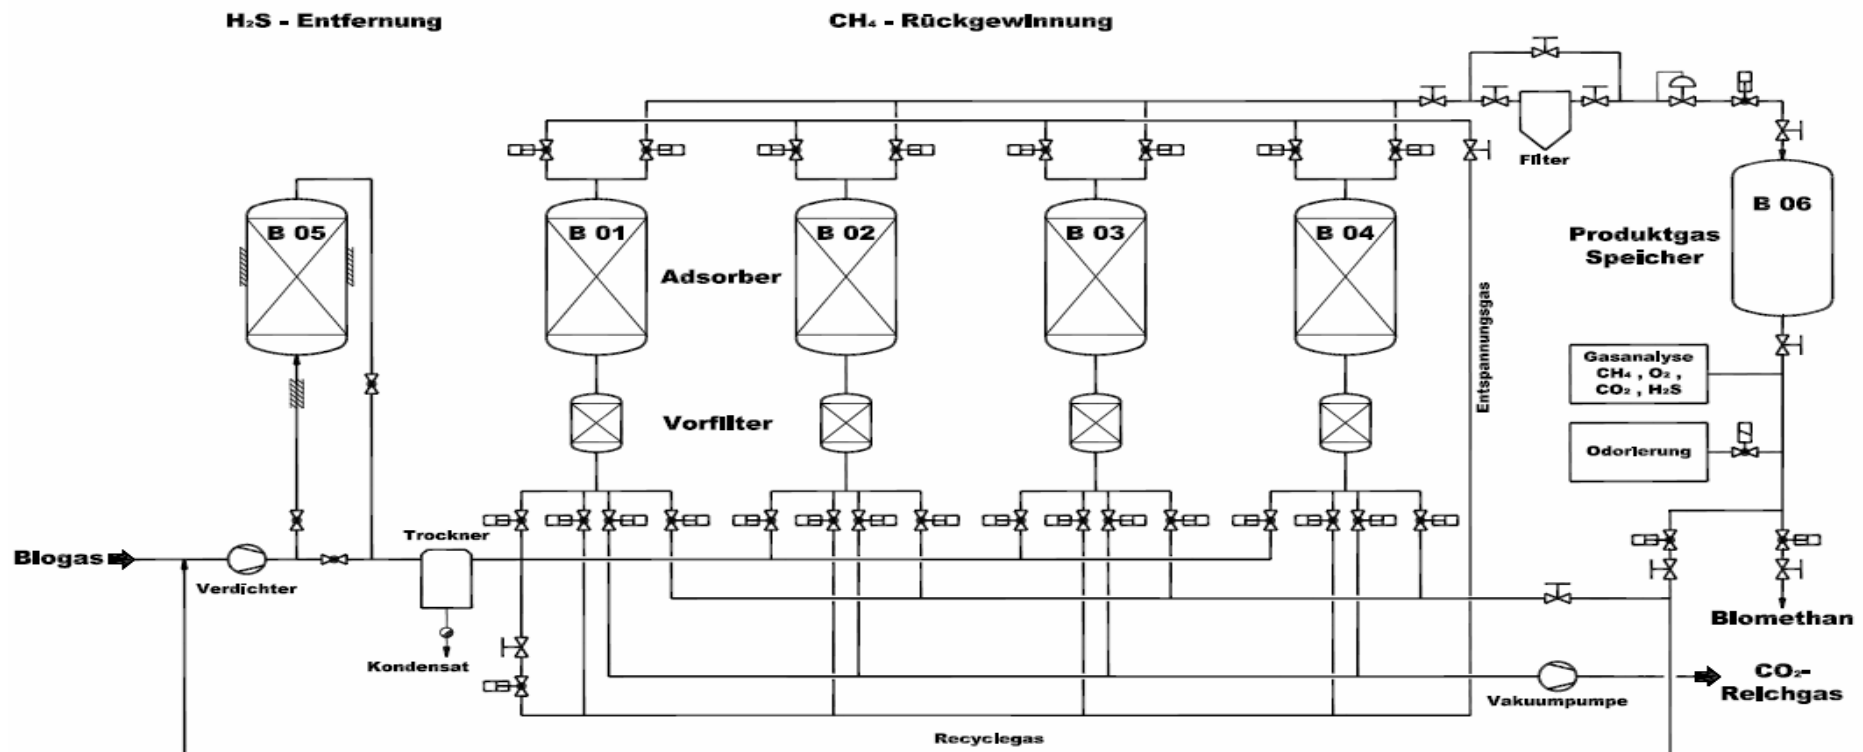 H₂S - Entfernung
CH₄ - Rückgewinnung
Filter
B 05
B 01
B 02
B 03
B 04
B 06
Adsorber
Produktgas
Speicher
Entspannungsgas
Gasanalyse
CH₄ , O₂ ,
CO₂ , H₂S
Vorfilter
Odorierung
Trockner
Biogas
Verdichter
Biomethan
Kondensat
CO₂-
Reichgas
Vakuumpumpe
Recyclegas